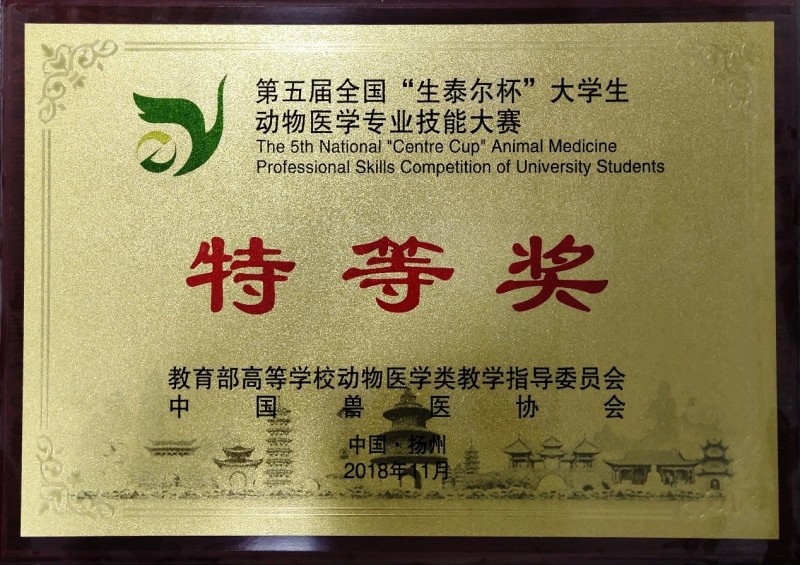 第五届全国“生泰尔杯”大学生
动物医学专业技能大赛
The 5th National "Centre Cup" Animal Medicine
Professional Skills Competition of University Students
特等奖
教育部高等学校动物医学类教学指导委员会
中国兽医协会
中国·扬州
2018年11月